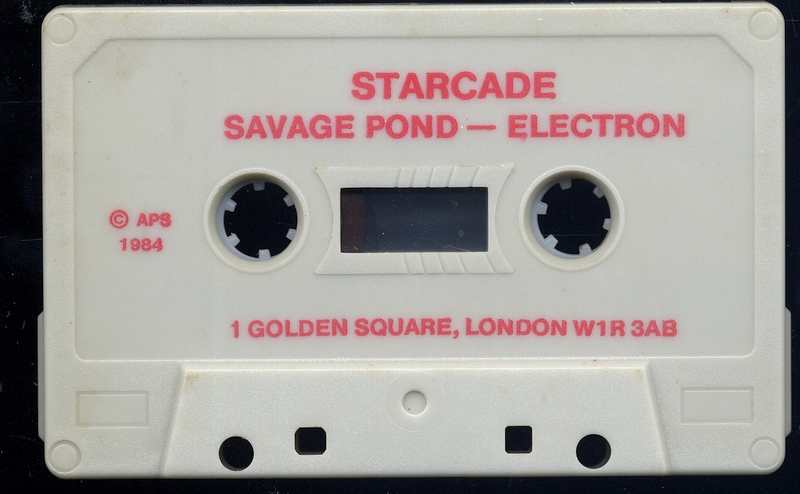 STARCADE
SAVAGE POND — ELECTRON
© APS
1984
1 GOLDEN SQUARE, LONDON W1R 3AB